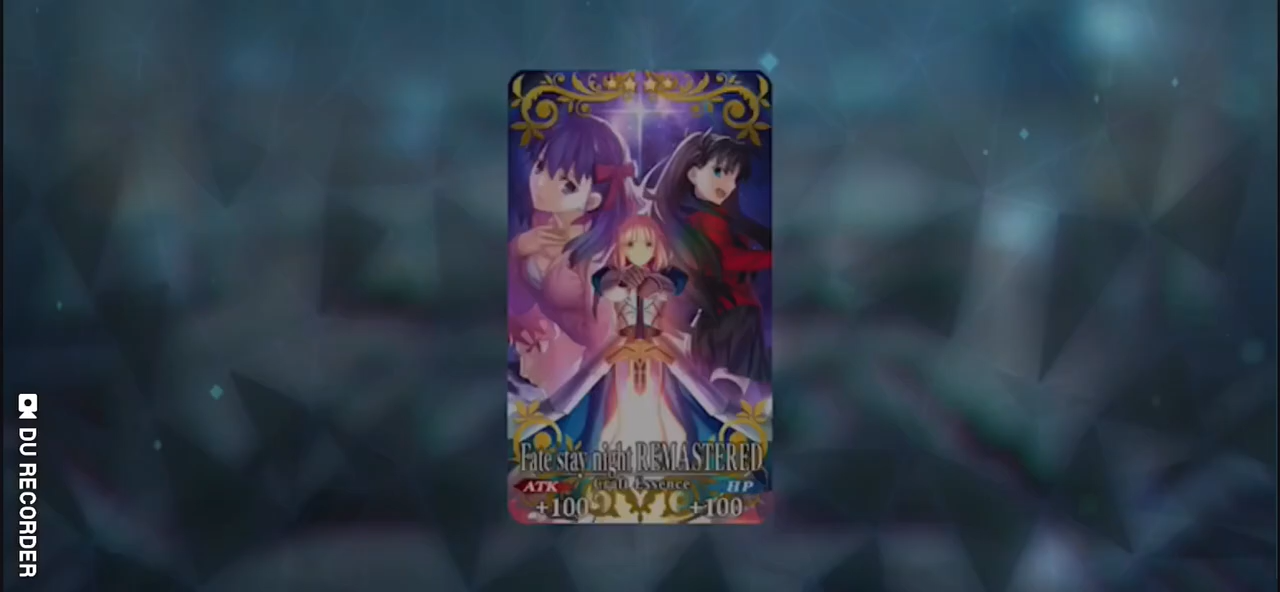 Fate stay night REMASTERED
Craft Essence
ATK HP
+100 +100
DU RECORDER